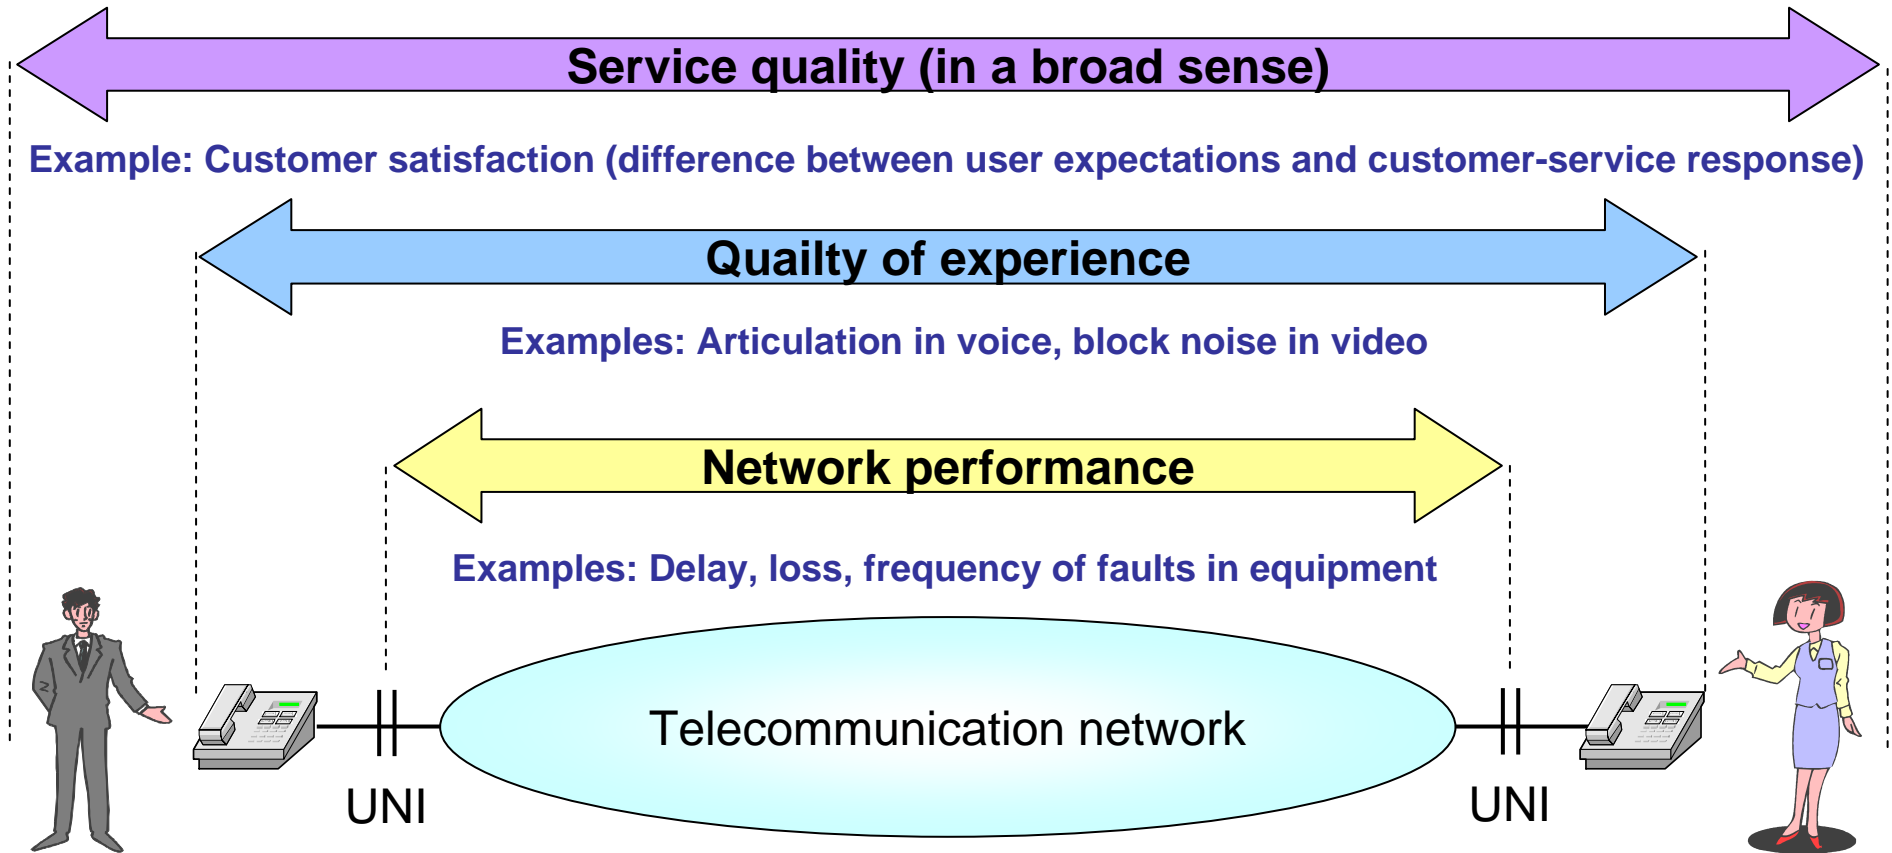 Service quality (in a broad sense)
Example: Customer satisfaction (difference between user expectations and customer-service response)
Quailty of experience
Examples: Articulation in voice, block noise in video
Network performance
Examples: Delay, loss, frequency of faults in equipment
Telecommunication network
UNI
UNI